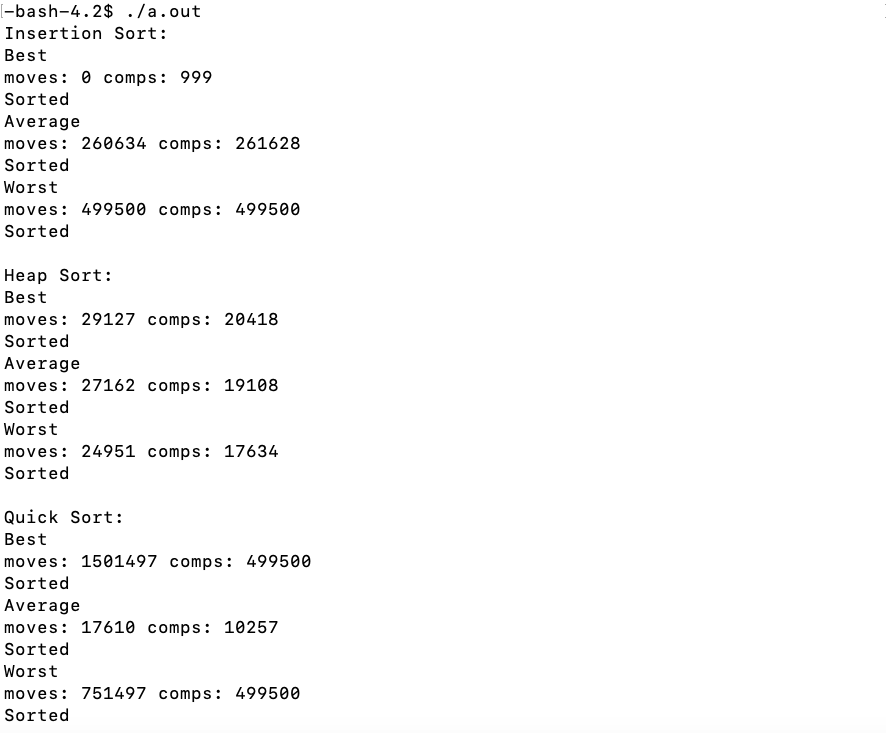 [-bash-4.2$ ./a.out
Insertion Sort:
Best
moves: 0 comps: 999
Sorted
Average
moves: 260634 comps: 261628
Sorted
Worst
moves: 499500 comps: 499500
Sorted

Heap Sort:
Best
moves: 29127 comps: 20418
Sorted
Average
moves: 27162 comps: 19108
Sorted
Worst
moves: 24951 comps: 17634
Sorted

Quick Sort:
Best
moves: 1501497 comps: 499500
Sorted
Average
moves: 17610 comps: 10257
Sorted
Worst
moves: 751497 comps: 499500
Sorted